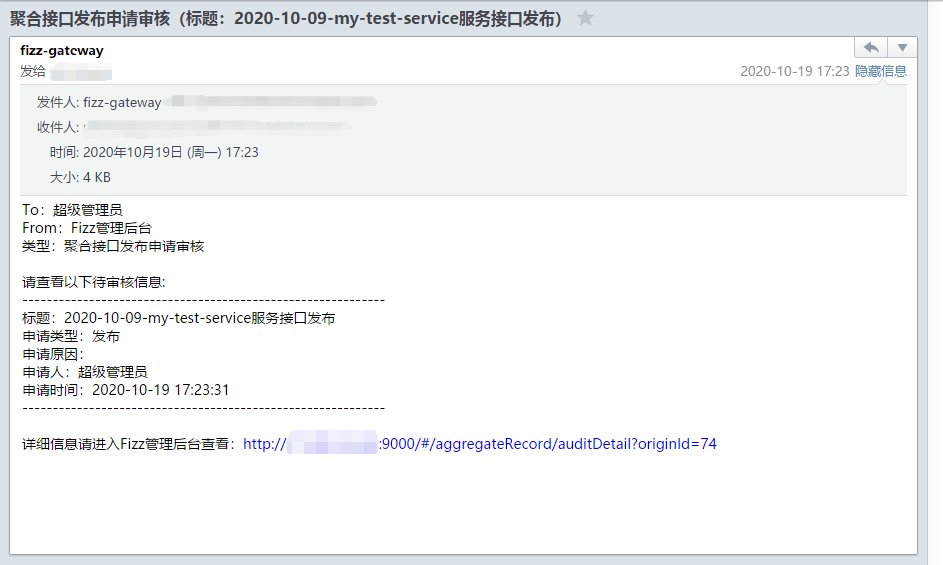 聚合接口发布申请审核（标题：2020-10-09-my-test-service服务接口发布）
fizz-gateway
发给
2020-10-19 17:23 隐藏信息
发件人: fizz-gateway
收件人:
时间: 2020年10月19日 (周一) 17:23
大小: 4 KB
To：超级管理员
From：Fizz管理后台
类型：聚合接口发布申请审核
请查看以下待审核信息:
------------------------------------------------------------
标题：2020-10-09-my-test-service服务接口发布
申请类型：发布
申请原因：
申请人：超级管理员
申请时间：2020-10-19 17:23:31
------------------------------------------------------------
详细信息请进入Fizz管理后台查看：http:// :9000/#/aggregateRecord/auditDetail?originId=74